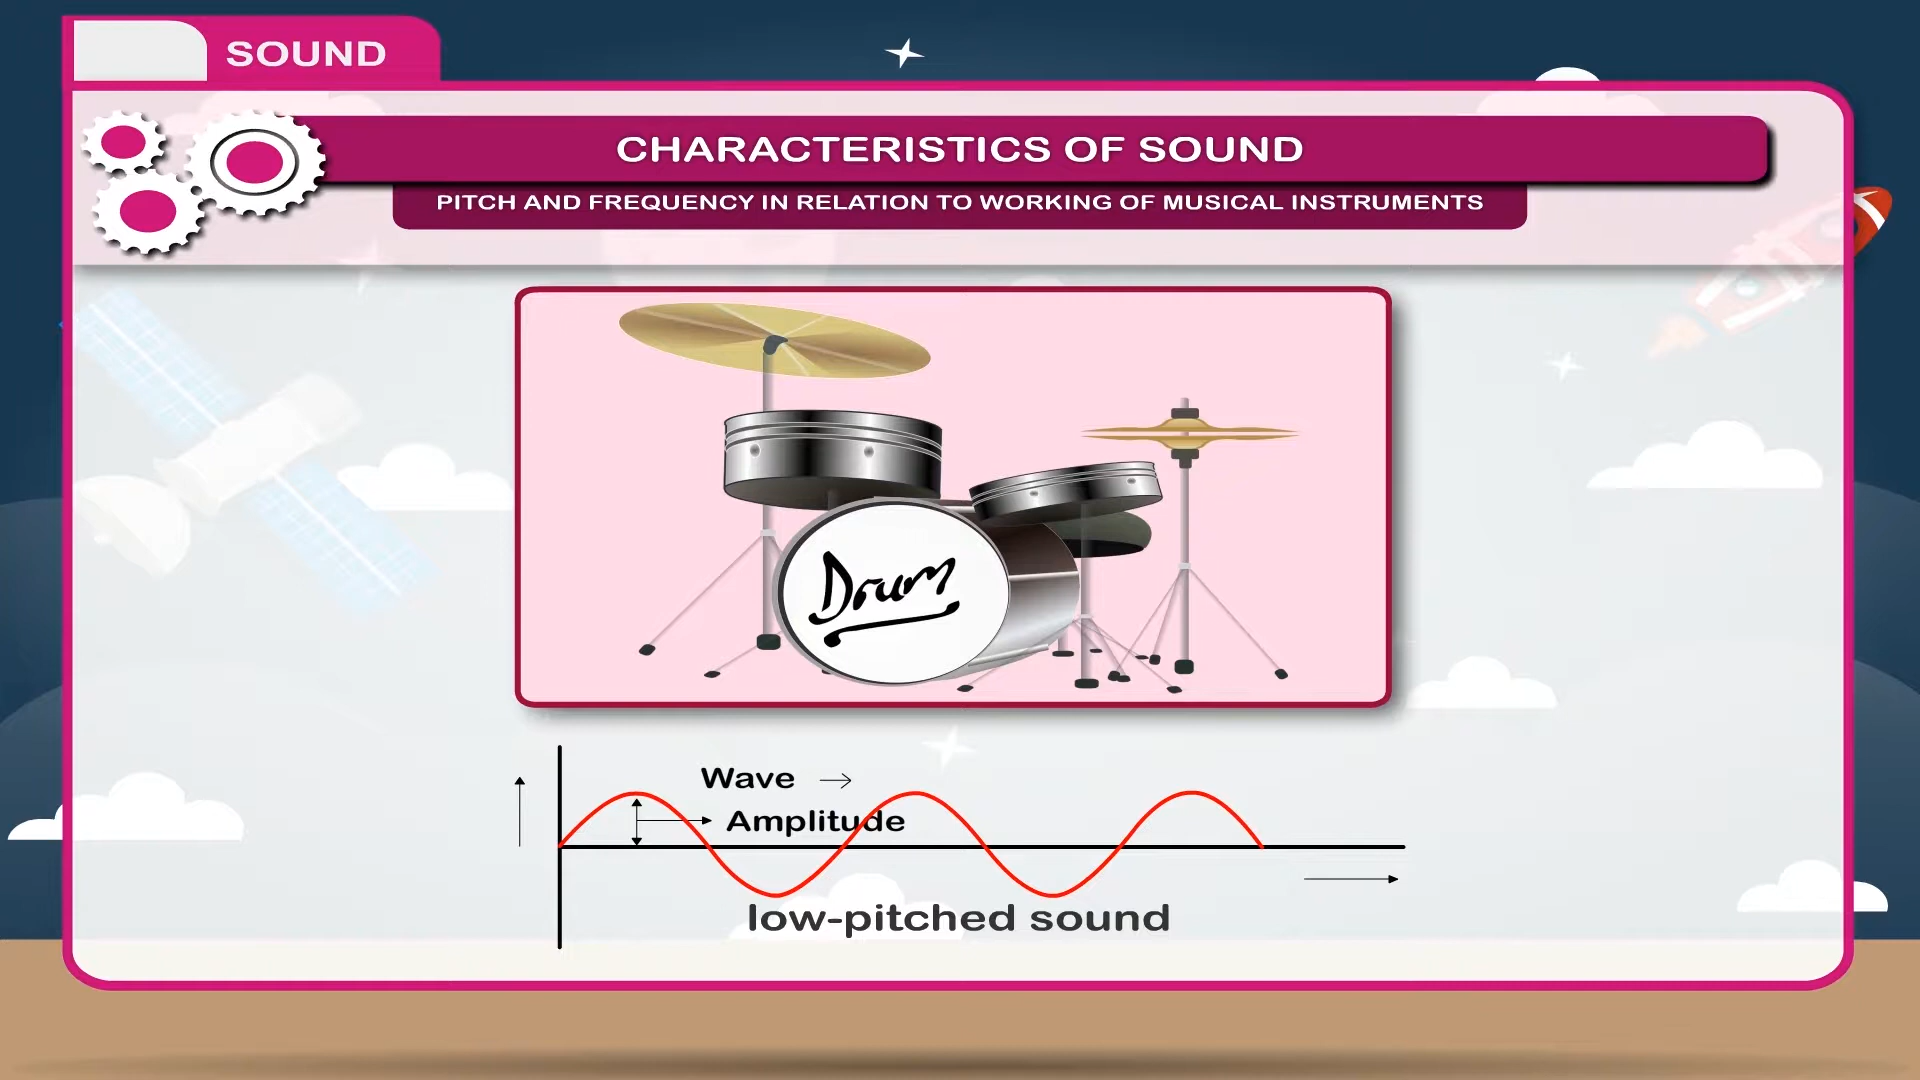 SOUND
CHARACTERISTICS OF SOUND
PITCH AND FREQUENCY IN RELATION TO WORKING OF MUSICAL INSTRUMENTS
Drum
Wave
Amplitude
low-pitched sound